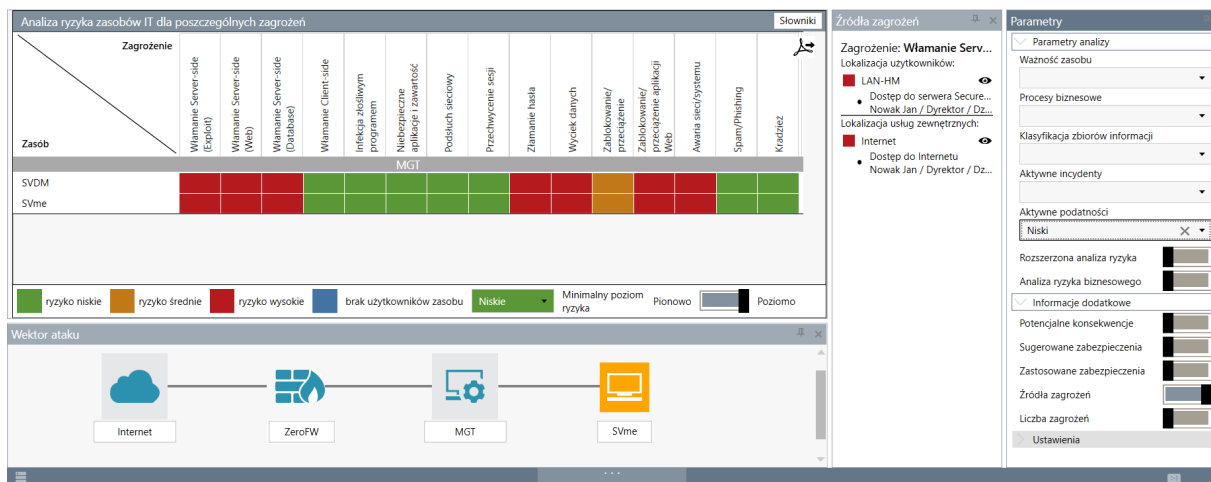 Analiza ryzyka zasobów IT dla poszczególnych zagrożeń
Słowniki
Zagrożenie
Zasób
Włamanie Server-side
(Exploit)
Włamanie Server-side
(Web)
Włamanie Server-side
(Database)
Włamanie Client-side
Infekcja złośliwym
programem
Niebezpieczne
aplikacje i zawartość
Podsłuch sieciowy
Przechwycenie sesji
Złamanie hasła
Wyciek danych
Zablokowanie/
przeciążenie
Zablokowanie/
przeciążenie aplikacji
Web
Awaria sieci/systemu
Spam/Phishing
Kradzież
MGT
SVDM
SVme
ryzyko niskie
ryzyko średnie
ryzyko wysokie
brak użytkowników zasobu
Niskie
Minimalny poziom
ryzyka
Pionowo
Poziomo
Wektor ataku
Internet
ZeroFW
MGT
SVme
Źródła zagrożeń
Zagrożenie: Włamanie Serv...
Lokalizacja użytkowników:
LAN-HM
Dostęp do serwera Secure...
Nowak Jan / Dyrektor / Dz...
Lokalizacja usług zewnętrznych:
Internet
Dostęp do Internetu
Nowak Jan / Dyrektor / Dz...
Parametry
Parametry analizy
Ważność zasobu
Procesy biznesowe
Klasyfikacja zbiorów informacji
Aktywne incydenty
Aktywne podatności
Niski
Rozszerzona analiza ryzyka
Analiza ryzyka biznesowego
Informacje dodatkowe
Potencjalne konsekwencje
Sugerowane zabezpieczenia
Zastosowane zabezpieczenia
Źródła zagrożeń
Liczba zagrożeń
Ustawienia